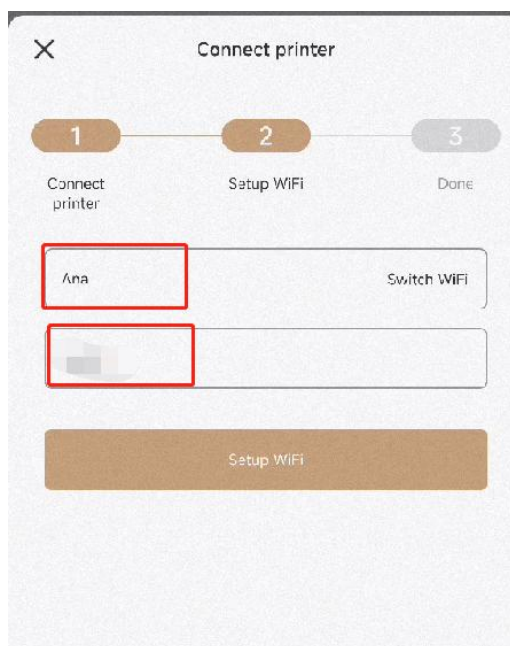 Connect printer
1 2 3
Connect printer
Setup WiFi
Done
Ana
Switch WiFi
Setup WiFi